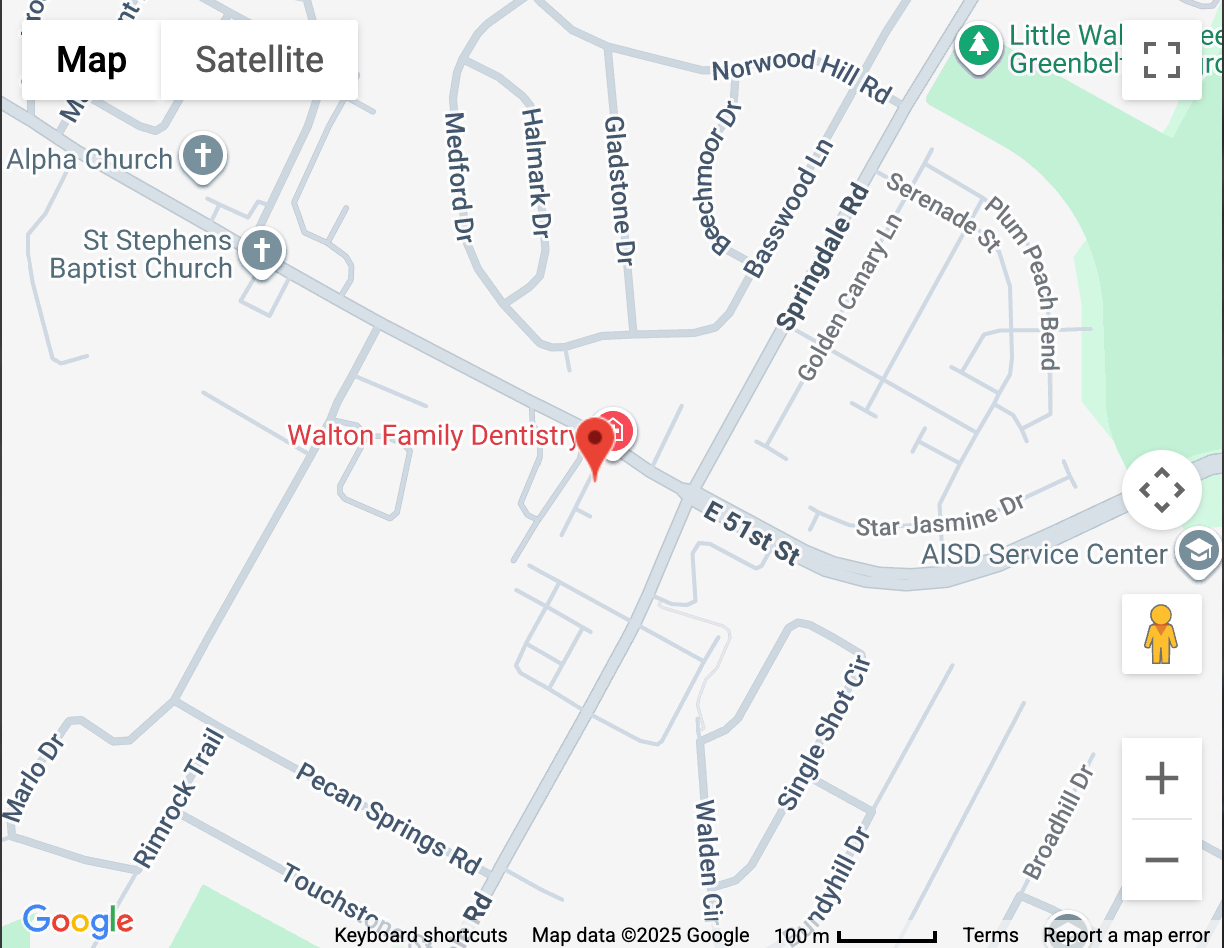 Map
Satellite
Little Wal
Greenbelt
Norwood Hill Rd
Alpha Church
Medford Dr
Halmark Dr
Gladstone Dr
Beechmoor Dr
Basswood Ln
Springdale Rd
Serenade St
Plum Peach Bend
Golden Canary Ln
St Stephens
Baptist Church
Walton Family Dentistry
E 51st St
Star Jasmine Dr
AISD Service Center
Single Shot Cir
Marlo Dr
Rimrock Trail
Pecan Springs Rd
Walden Cir
Broadhill Dr
ndyhill Dr
Touchston
Rd
Google
Keyboard shortcuts
Map data ©2025 Google
100 m
Terms
Report a map error